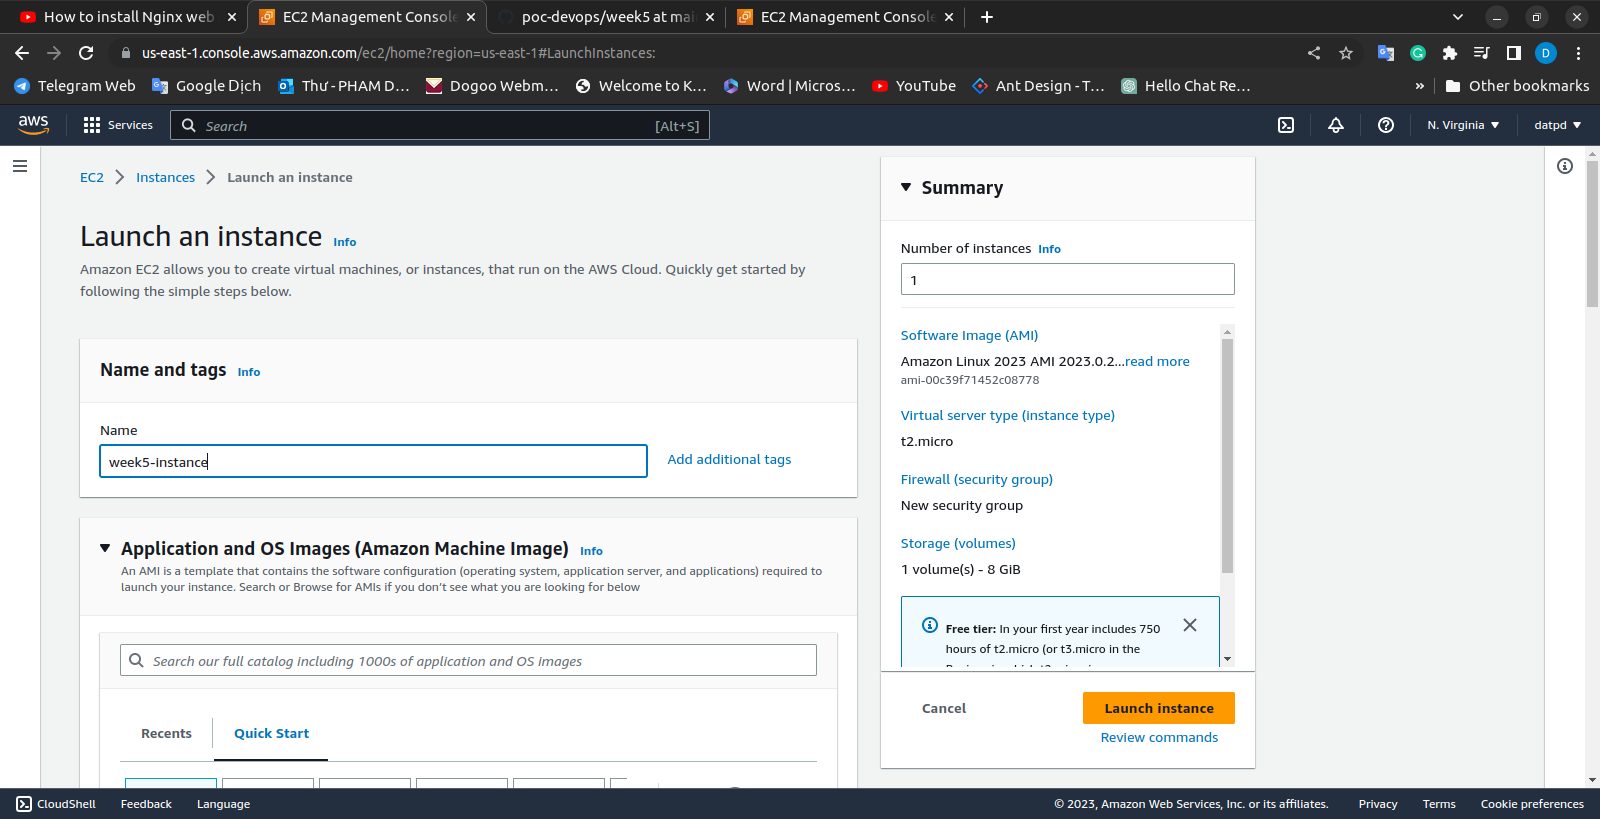 How to install Nginx web
EC2 Management Console
poc-devops/week5 at mai
EC2 Management Console
us-east-1.console.aws.amazon.com/ec2/home?region=us-east-1#LaunchInstances:
D
Telegram Web
Google Dịch
Thư - PHAM D...
Dogoo Webm...
Welcome to K...
Word | Micros...
YouTube
Ant Design - T...
Hello Chat Re...
»
Other bookmarks
aws
Services
Search
[Alt+S]
N. Virginia
datpd
EC2
Instances
Launch an instance
Launch an instance Info
Amazon EC2 allows you to create virtual machines, or instances, that run on the AWS Cloud. Quickly get started by
following the simple steps below.
Name and tags Info
Name
week5-instance
Add additional tags
Application and OS Images (Amazon Machine Image) Info
An AMI is a template that contains the software configuration (operating system, application server, and applications) required to
launch your instance. Search or Browse for AMIs if you don't see what you are looking for below
Search our full catalog including 1000s of application and OS images
Recents
Quick Start
Summary
Number of instances Info
1
Software Image (AMI)
Amazon Linux 2023 AMI 2023.0.2...read more
ami-00c39f71452c08778
Virtual server type (instance type)
t2.micro
Firewall (security group)
New security group
Storage (volumes)
1 volume(s) - 8 GiB
Free tier: In your first year includes 750
hours of t2.micro (or t3.micro in the
Cancel
Launch instance
Review commands
CloudShell
Feedback
Language
© 2023, Amazon Web Services, Inc. or its affiliates.
Privacy
Terms
Cookie preferences